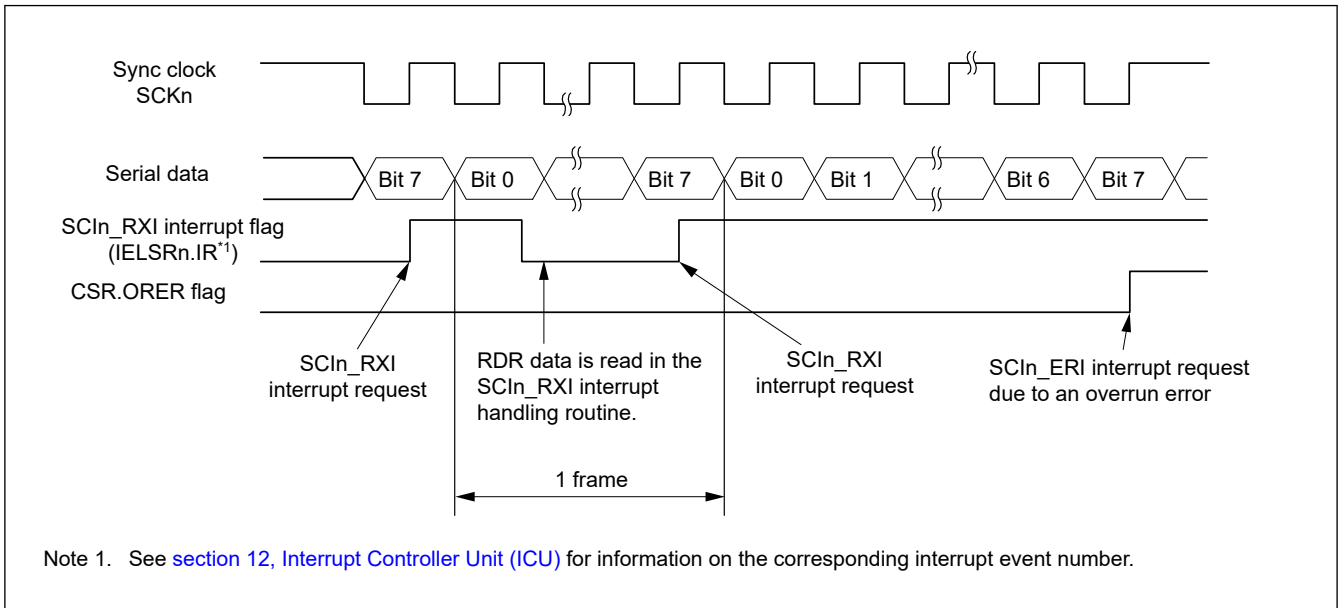 Sync clock
SCKn
Serial data
Bit 7
Bit 0
Bit 7
Bit 0
Bit 1
Bit 6
Bit 7
SCIn_RXI interrupt flag
(IELSRn.IR*1)
CSR.ORER flag
SCIn_RXI
interrupt request
RDR data is read in the
SCIn_RXI interrupt
handling routine.
SCIn_RXI
interrupt request
SCIn_ERI interrupt request
due to an overrun error
1 frame
Note 1. See section 12, Interrupt Controller Unit (ICU) for information on the corresponding interrupt event number.